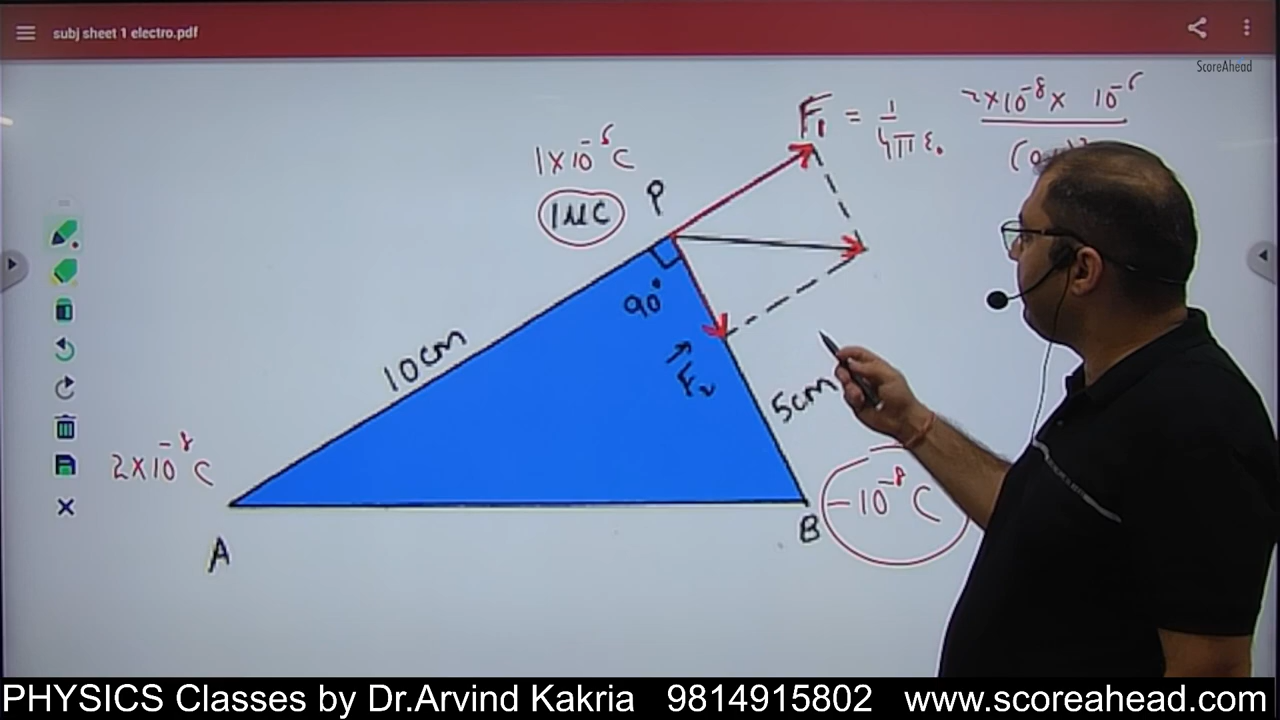 subj sheet 1 electro.pdf
ScoreAhead
F₁ = 1/4πε₀ 2×10⁻⁸ × 10⁻⁶
1×10⁻⁶ C
1μC
P
90°
10cm
F₂
5cm
2×10⁻⁸ C
-10⁻⁸ C
A
B
PHYSICS Classes by Dr.Arvind Kakria 9814915802 www.scoreahead.com